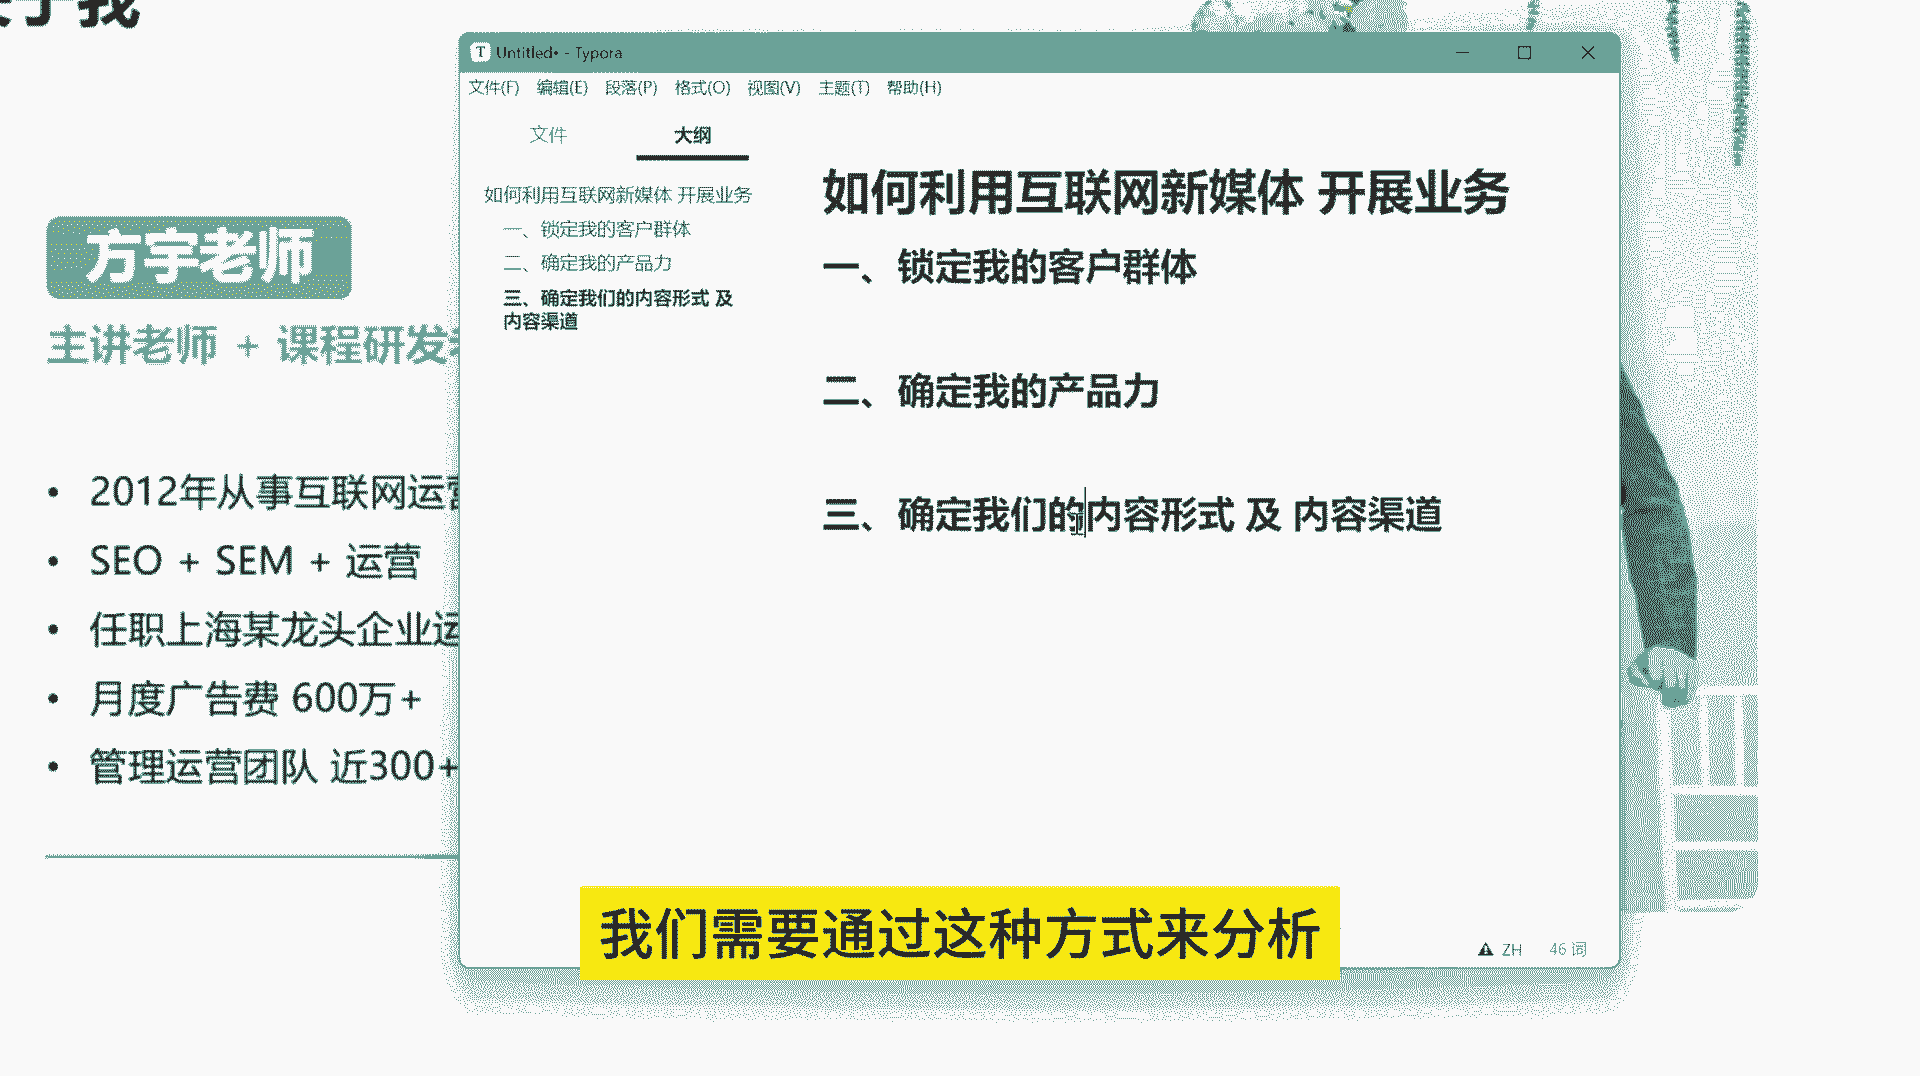 我
Untitled• - Typora
文件(F) 编辑(E) 段落(P) 格式(O) 视图(V) 主题(T) 帮助(H)
文件 大纲
如何利用互联网新媒体 开展业务
一、锁定我的客户群体
二、确定我的产品力
三、确定我们的内容形式 及
内容渠道
如何利用互联网新媒体 开展业务
一、锁定我的客户群体
二、确定我的产品力
三、确定我们的内容形式 及 内容渠道
方宇老师
主讲老师 + 课程研发
2012年从事互联网运营
SEO + SEM + 运营
任职上海某龙头企业运
月度广告费 600万+
管理运营团队 近300+
我们需要通过这种方式来分析
ZH 46 词